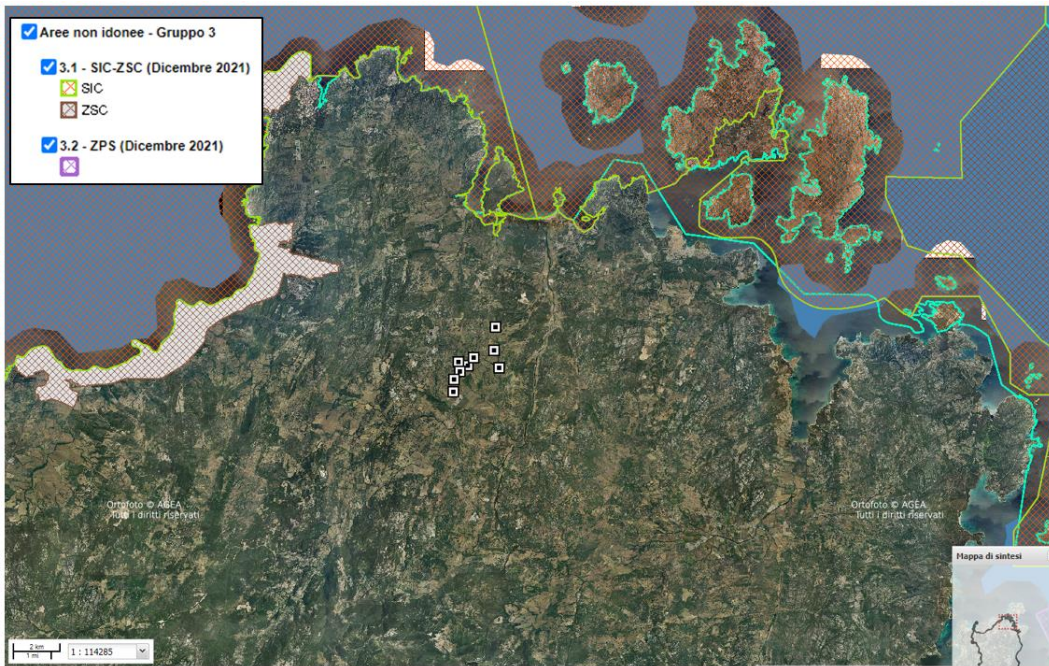 Aree non idonee - Gruppo 3
3.1 - SIC-ZSC (Dicembre 2021)
SIC
ZSC
3.2 - ZPS (Dicembre 2021)
Ortofoto © AGEA
Tutti i diritti riservati
Ortofoto © AGEA
Tutti i diritti riservati
Mappa di sintesi
2 km
1 mi
1 : 114285